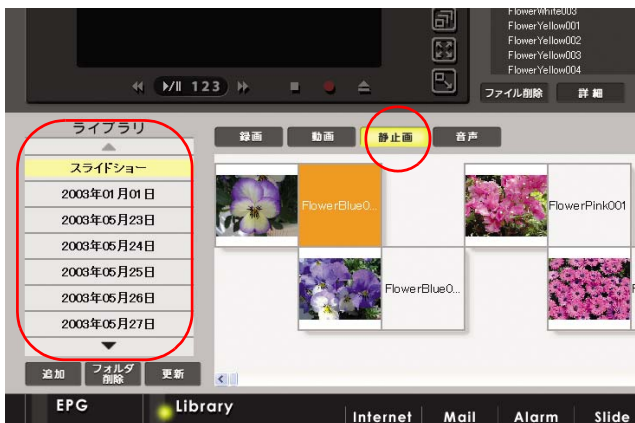 FlowerWhite003
FlowerYellow001
FlowerYellow002
FlowerYellow003
FlowerYellow004
123
ファイル削除
詳細
ライブラリ
録画
動画
静止画
音声
スライドショー
2003年01月01日
2003年05月23日
2003年05月24日
2003年05月25日
2003年05月26日
2003年05月27日
FlowerBlue0...
FlowerPink001
FlowerBlue0...
F
追加
フォルダ
削除
更新
EPG
Library
Internet
Mail
Alarm
Slide